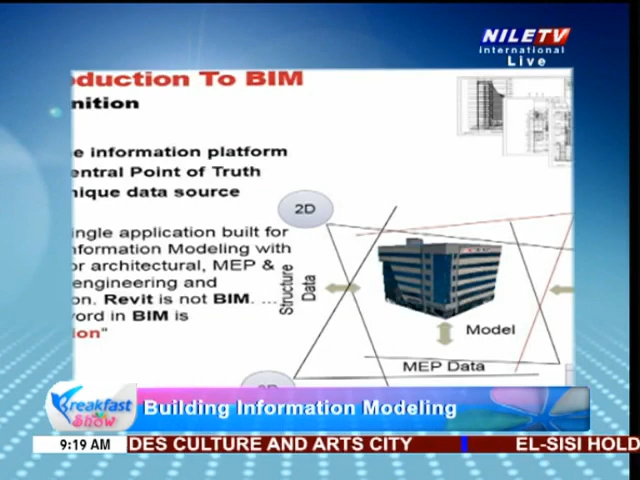 NILETV
international
Live
oduction To BIM
nition
e information platform
entral Point of Truth
nique data source
2D
ingle application built for
nformation Modeling with
or architectural, MEP &
engineering and
on. Revit is not BIM. ...
ord in BIM is
ion"
Structure
Data
Model
MEP Data
Breakfast
Show
Building Information Modeling
9:19 AM
DES CULTURE AND ARTS CITY
EL-SISI HOLD